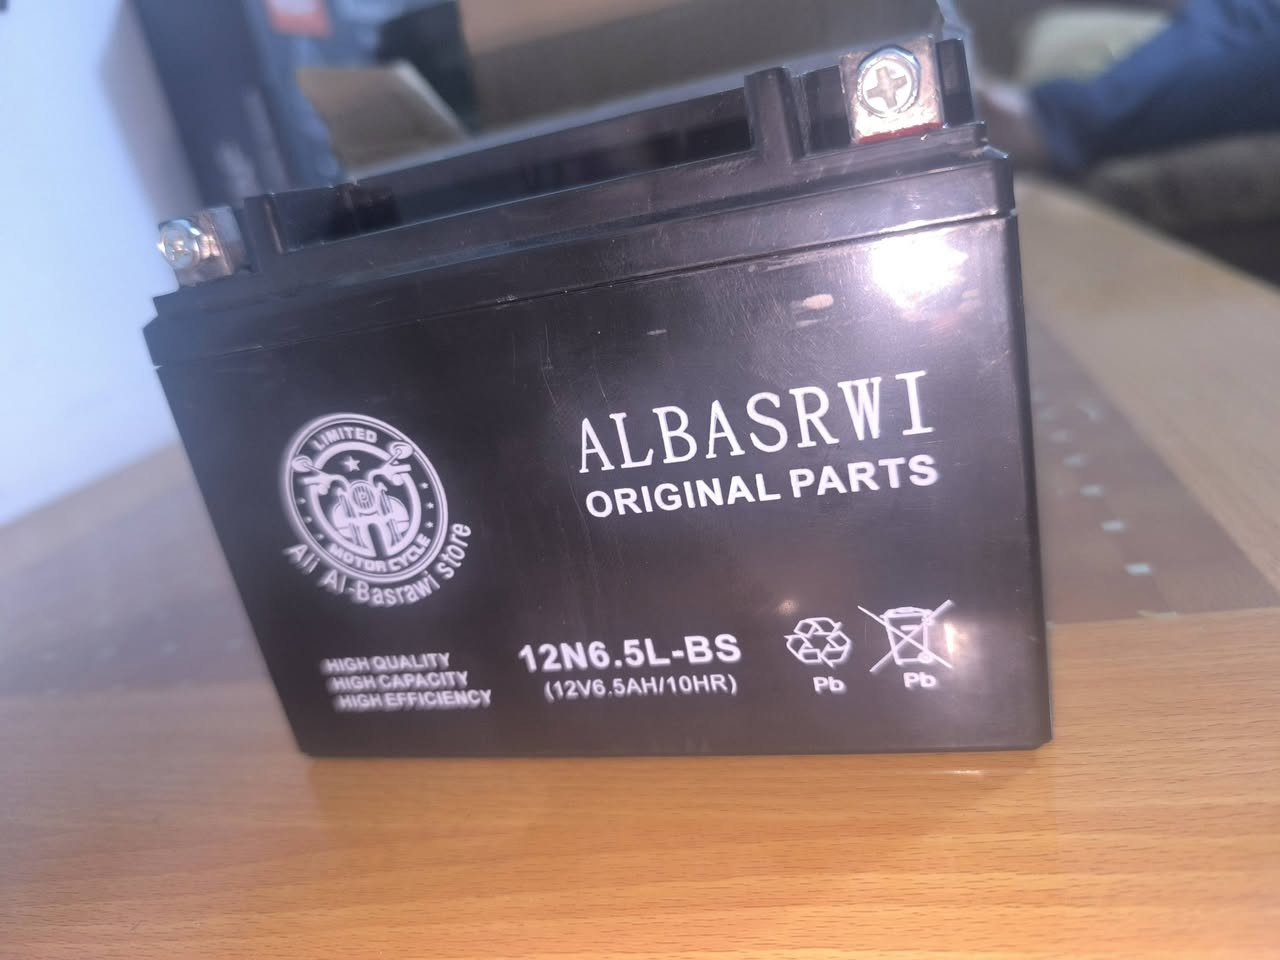 LIMITED
MOTOR CYCLE
Ali Al-Basrawi store
ALBASRWI
ORIGINAL PARTS
HIGH QUALITY
HIGH CAPACITY
HIGH EFFICIENCY
12N6.5L-BS
(12V6.5AH/10HR)
Pb
Pb